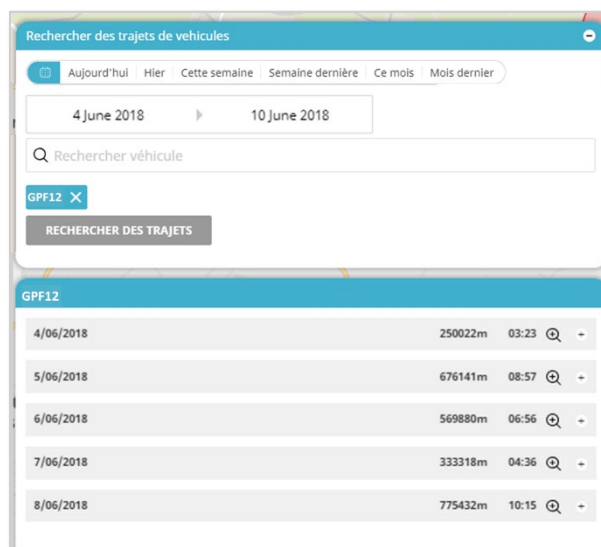 Rechercher des trajets de vehicules
Aujourd'hui Hier Cette semaine Semaine dernière Ce mois Mois dernier
4 June 2018 10 June 2018
Rechercher véhicule
GPF12
RECHERCHER DES TRAJETS
GPF12
4/06/2018 250022m 03:23
5/06/2018 676141m 08:57
6/06/2018 569880m 06:56
7/06/2018 333318m 04:36
8/06/2018 775432m 10:15